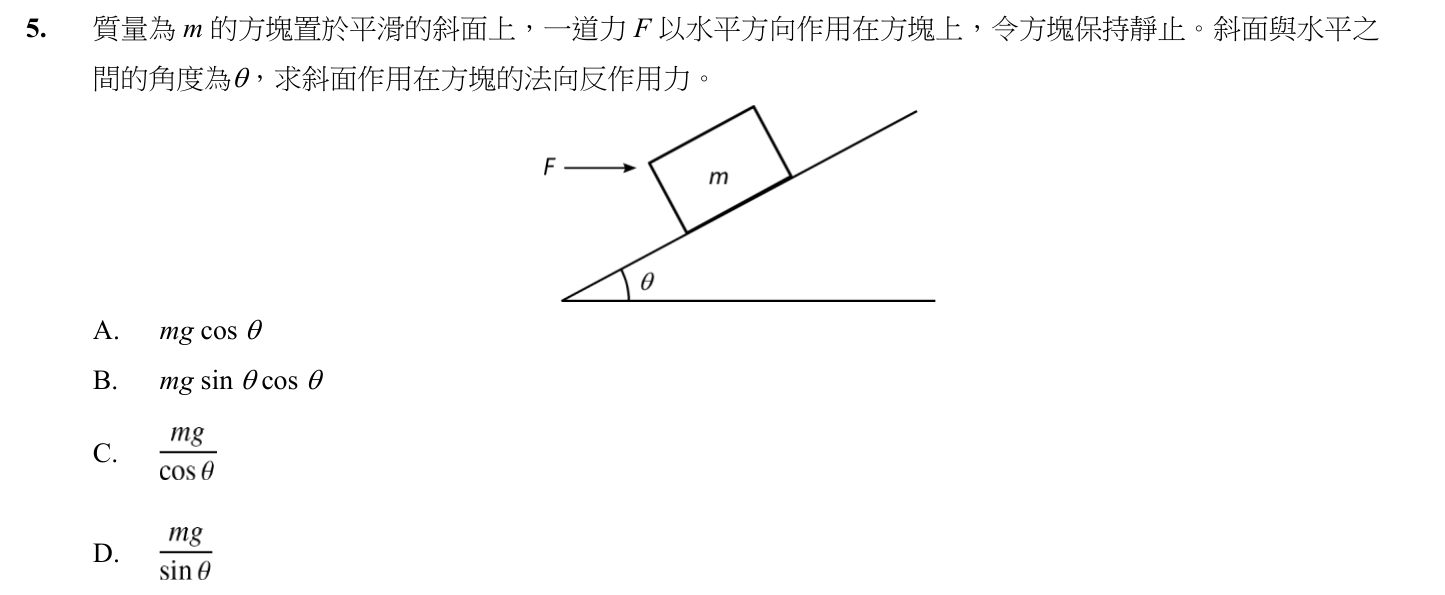 5. 質量為 m 的方塊置於平滑的斜面上，一道力 F 以水平方向作用在方塊上，令方塊保持靜止。斜面與水平之
間的角度為θ，求斜面作用在方塊的法向反作用力。
F
m
θ
A. mg cos θ
B. mg sin θ cos θ
C. mg
cos θ
D. mg
sin θ